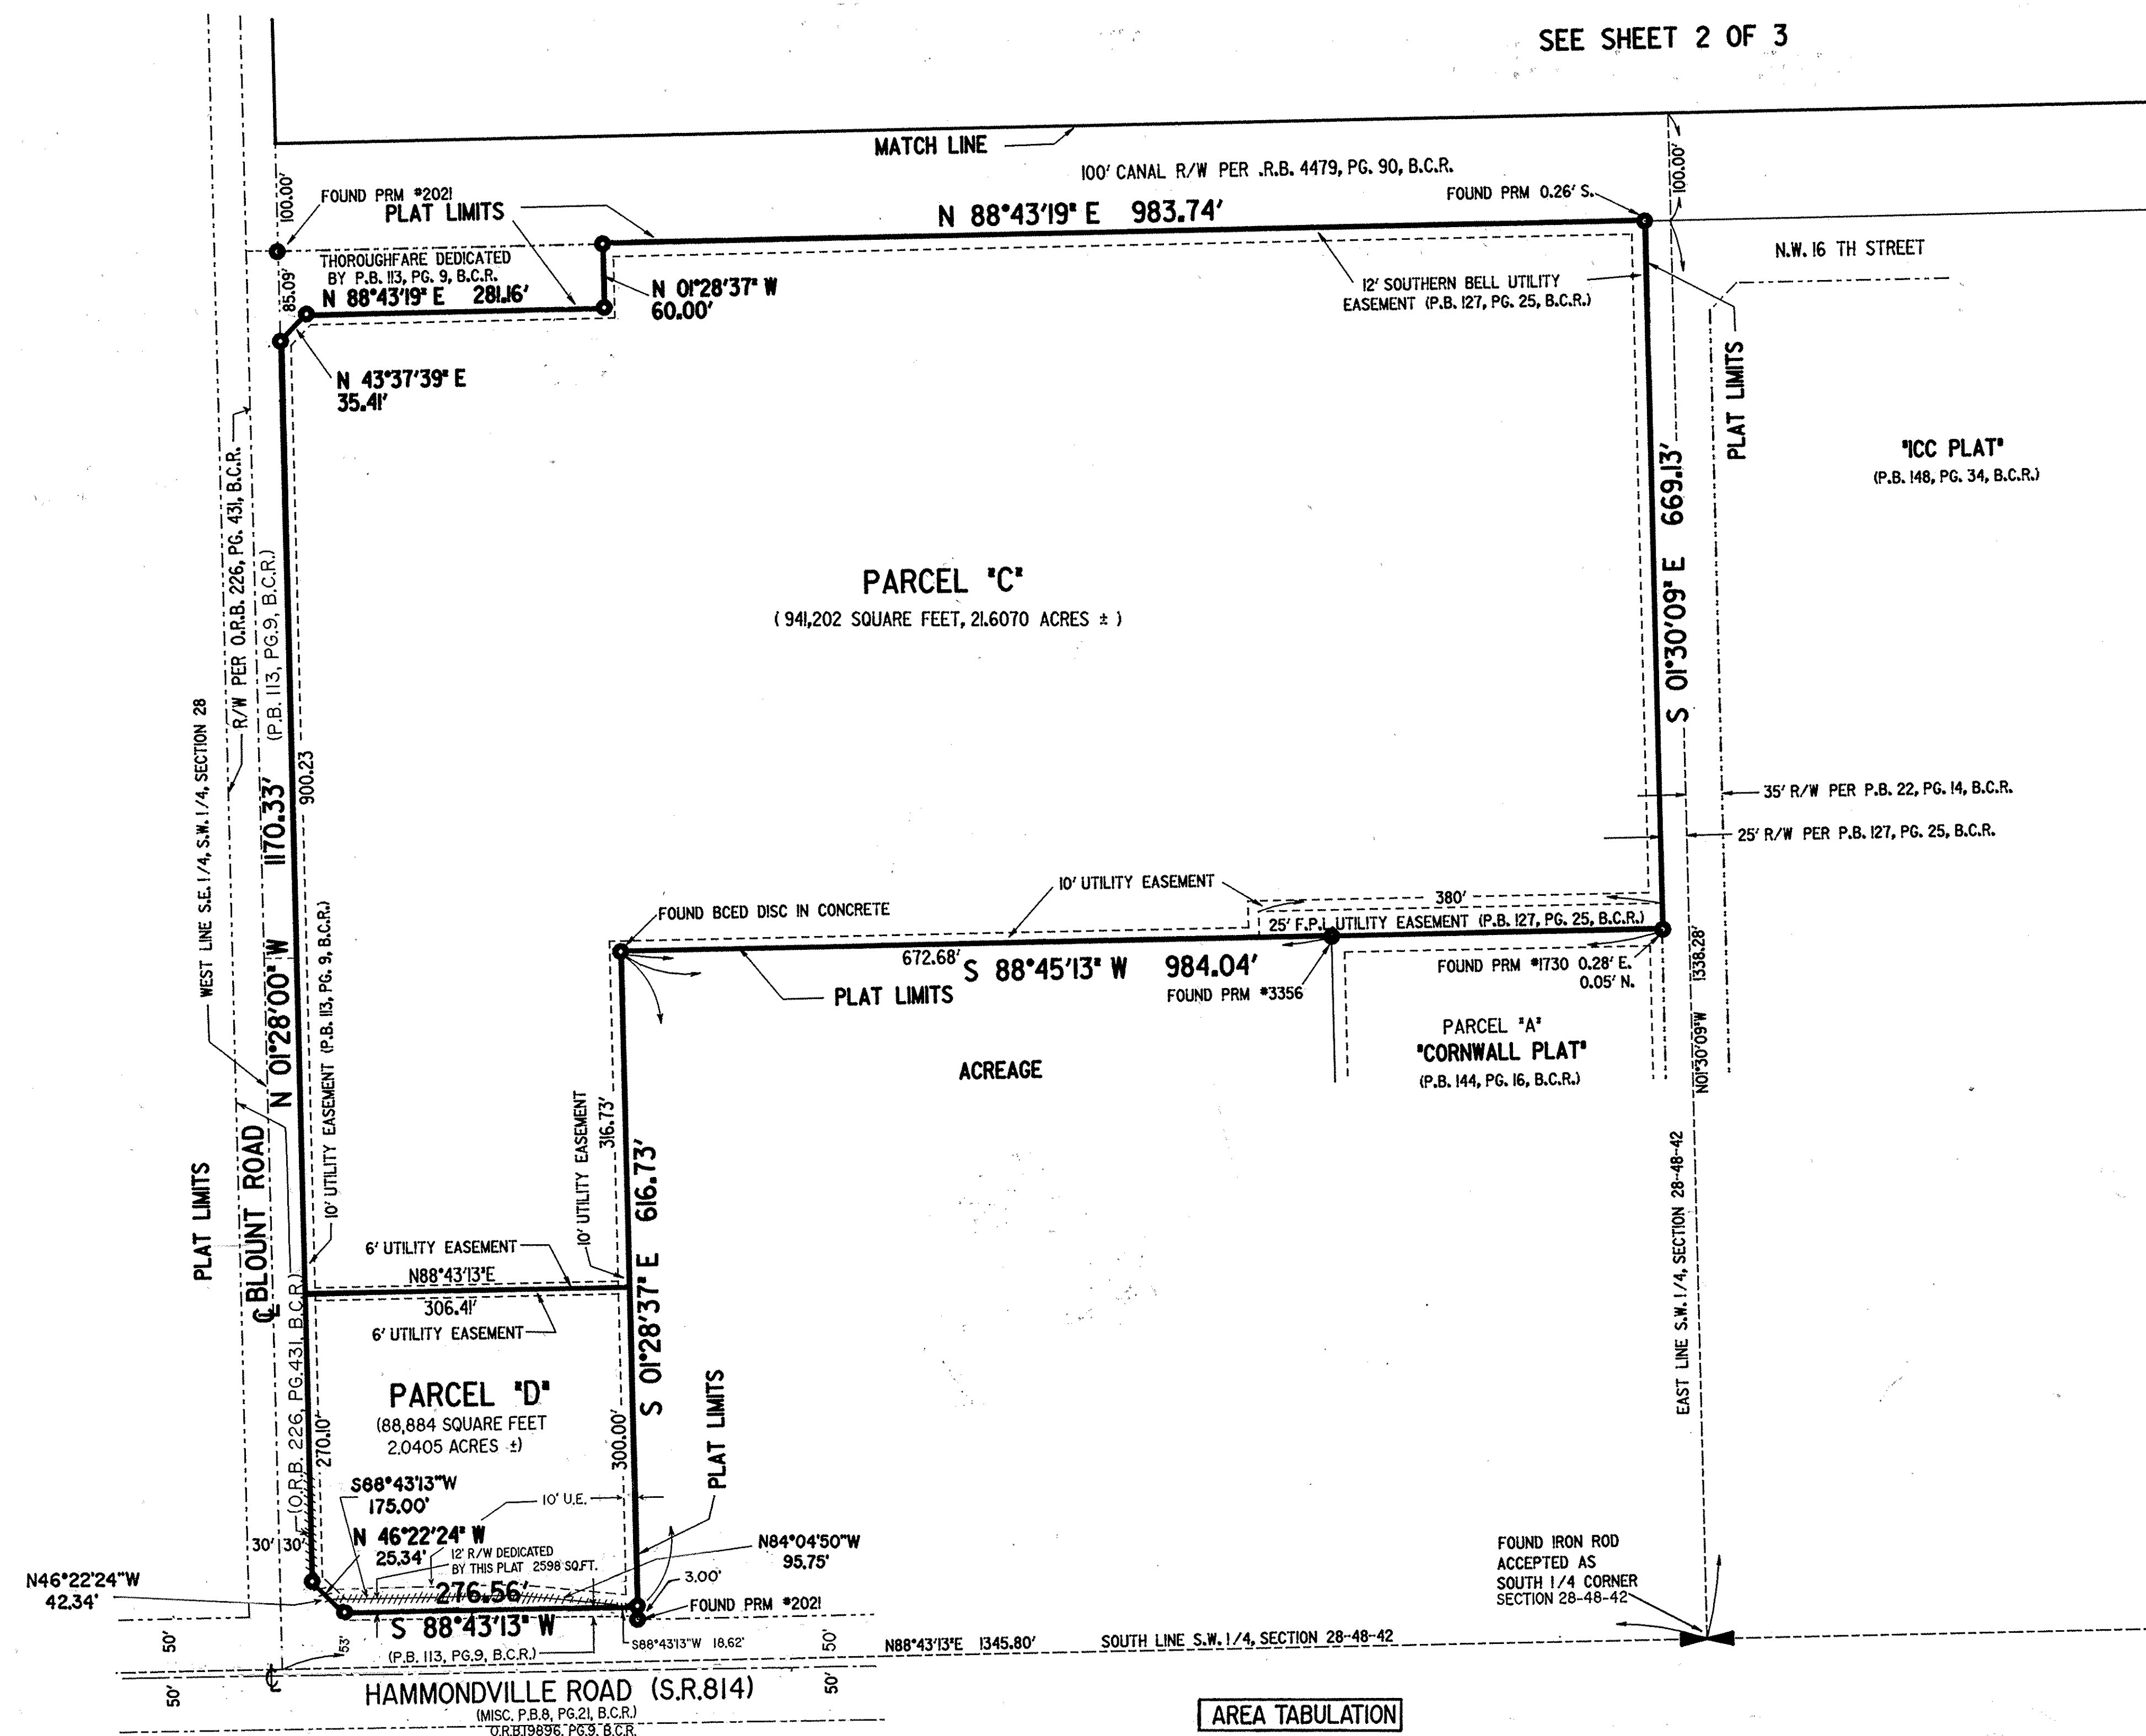 SEE SHEET 2 OF 3
MATCH LINE
100' CANAL R/W PER .R.B. 4479, PG. 90, B.C.R.
100.00'
100.00'
FOUND PRM #2021
PLAT LIMITS
FOUND PRM 0.26' S.
N 88°43'19" E 983.74'
N.W. 16 TH STREET
THOROUGHFARE DEDICATED
BY P.B. 113, PG. 9, B.C.R.
N 88°43'19" E 281.16'
85.09'
N 01°28'37" W
60.00'
12' SOUTHERN BELL UTILITY
EASEMENT (P.B. 127, PG. 25, B.C.R.)
N 43°37'39" E
35.41'
PLAT LIMITS
"ICC PLAT"
(P.B. 148, PG. 34, B.C.R.)
R/W PER O.R.B. 226, PG. 431, B.C.R.
(P.B. 113, PG.9, B.C.R.)
S 01°30'09" E 669.13'
PARCEL "C"
( 941,202 SQUARE FEET, 21.6070 ACRES ± )
WEST LINE S.E. 1/4, S.W. 1/4, SECTION 28
N 01°28'00" W 1170.33'
900.23
35' R/W PER P.B. 22, PG. 14, B.C.R.
25' R/W PER P.B. 127, PG. 25, B.C.R.
10' UTILITY EASEMENT
380'
FOUND BCED DISC IN CONCRETE
25' F.P.L UTILITY EASEMENT (P.B. 127, PG. 25, B.C.R.)
672.68'
S 88°45'13" W 984.04'
PLAT LIMITS
FOUND PRM #3356
FOUND PRM #1730 0.28' E.
0.05' N.
PARCEL "A"
"CORNWALL PLAT"
(P.B. 144, PG. 16, B.C.R.)
N01°30'09"W 1338.28'
ACREAGE
10' UTILITY EASEMENT (P.B. 113, PG. 9, B.C.R.)
10' UTILITY EASEMENT
316.73'
S 01°28'37" E 616.73'
PLAT LIMITS
℄ BLOUNT ROAD
(O.R.B. 226, PG.431, B.C.R.)
6' UTILITY EASEMENT
N88°43'13"E
306.41'
6' UTILITY EASEMENT
EAST LINE S.W. 1/4, SECTION 28-48-42
PARCEL "D"
(88,884 SQUARE FEET
2.0405 ACRES ±)
270.10'
300.00'
PLAT LIMITS
S88°43'13"W
175.00'
10' U.E.
N 46°22'24" W
25.34'
30' 30'
12' R/W DEDICATED
BY THIS PLAT 2598 SQ.FT.
N84°04'50"W
95.75'
3.00'
N46°22'24"W
42.34'
276.56'
FOUND PRM #2021
S 88°43'13" W
S88°43'13"W 18.62'
(P.B. 113, PG.9, B.C.R.)
53'
50'
50'
50'
50'
FOUND IRON ROD
ACCEPTED AS
SOUTH 1/4 CORNER
SECTION 28-48-42
N88°43'13"E 1345.80'
SOUTH LINE S.W. 1/4, SECTION 28-48-42
HAMMONDVILLE ROAD (S.R.814)
(MISC. P.B.8, PG.21, B.C.R.)
O.R.B.19896, PG.9, B.C.R.
AREA TABULATION